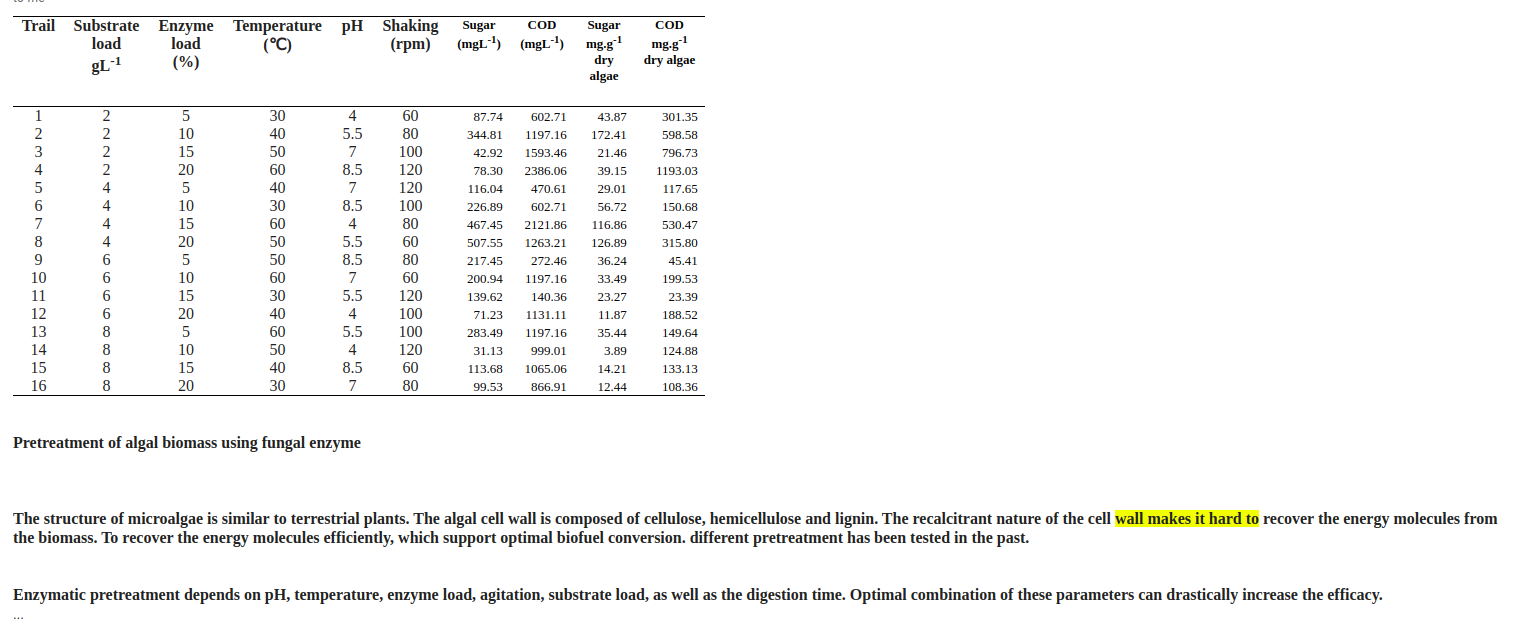 Trail Substrate Enzyme Temperature pH Shaking Sugar COD Sugar COD
load load (℃) (rpm) (mgL-1) (mgL-1) mg.g-1 mg.g-1
gL-1 (%) dry dry algae
algae
1 2 5 30 4 60 87.74 602.71 43.87 301.35
2 2 10 40 5.5 80 344.81 1197.16 172.41 598.58
3 2 15 50 7 100 42.92 1593.46 21.46 796.73
4 2 20 60 8.5 120 78.30 2386.06 39.15 1193.03
5 4 5 40 7 120 116.04 470.61 29.01 117.65
6 4 10 30 8.5 100 226.89 602.71 56.72 150.68
7 4 15 60 4 80 467.45 2121.86 116.86 530.47
8 4 20 50 5.5 60 507.55 1263.21 126.89 315.80
9 6 5 50 8.5 80 217.45 272.46 36.24 45.41
10 6 10 60 7 60 200.94 1197.16 33.49 199.53
11 6 15 30 5.5 120 139.62 140.36 23.27 23.39
12 6 20 40 4 100 71.23 1131.11 11.87 188.52
13 8 5 60 5.5 100 283.49 1197.16 35.44 149.64
14 8 10 50 4 120 31.13 999.01 3.89 124.88
15 8 15 40 8.5 60 113.68 1065.06 14.21 133.13
16 8 20 30 7 80 99.53 866.91 12.44 108.36
Pretreatment of algal biomass using fungal enzyme
The structure of microalgae is similar to terrestrial plants. The algal cell wall is composed of cellulose, hemicellulose and lignin. The recalcitrant nature of the cell wall makes it hard to recover the energy molecules from
the biomass. To recover the energy molecules efficiently, which support optimal biofuel conversion. different pretreatment has been tested in the past.
Enzymatic pretreatment depends on pH, temperature, enzyme load, agitation, substrate load, as well as the digestion time. Optimal combination of these parameters can drastically increase the efficacy.
...